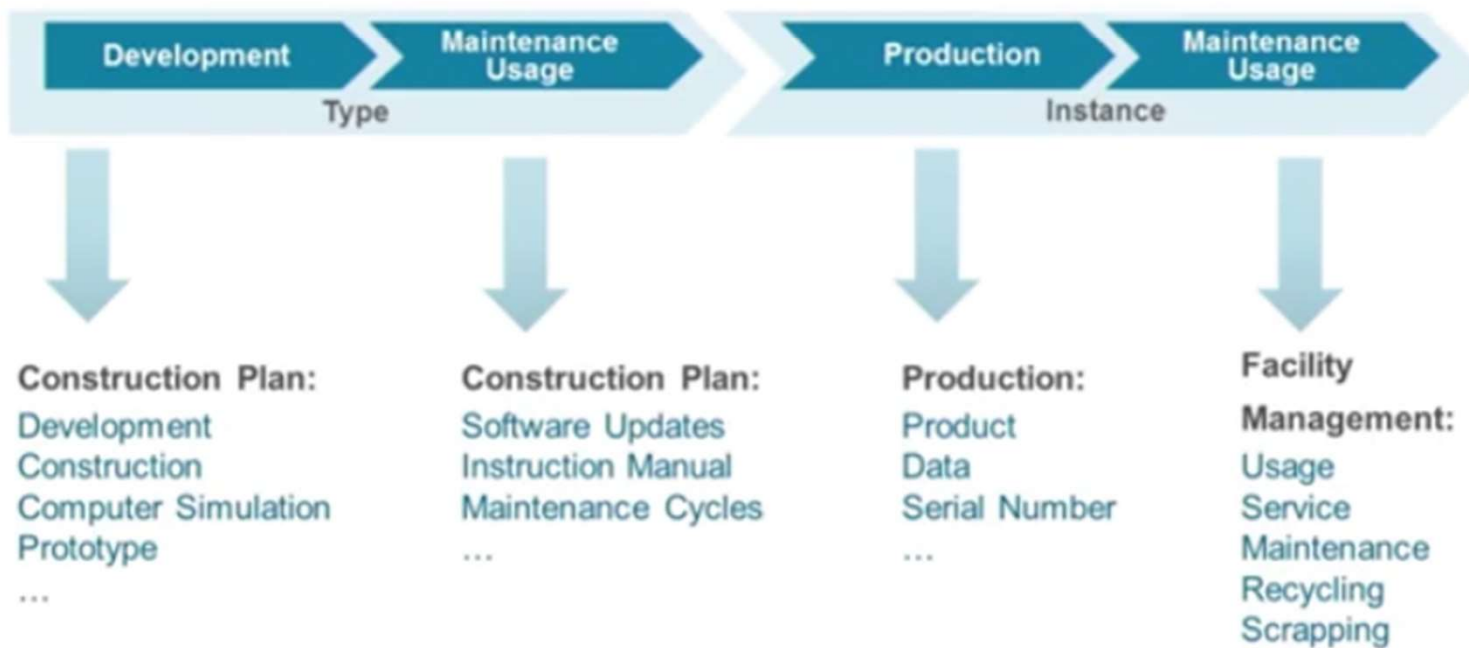 Development
Maintenance
Usage
Production
Maintenance
Usage
Type
Instance
Construction Plan:
Development
Construction
Computer Simulation
Prototype
...
Construction Plan:
Software Updates
Instruction Manual
Maintenance Cycles
...
Production:
Product
Data
Serial Number
...
Facility
Management:
Usage
Service
Maintenance
Recycling
Scrapping